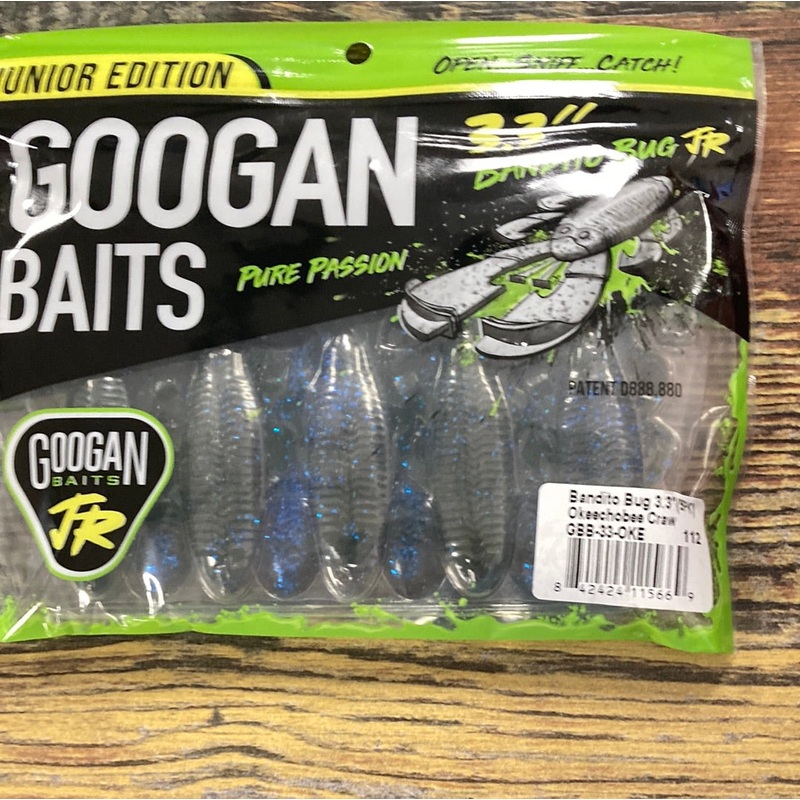 JUNIOR EDITION
OPEN...SNIFF...CATCH!
GOOGAN
BAITS
PURE PASSION
3.3"
BANDITO BUG JR
PATENT D888,880
GOOGAN
BAITS
JR
Bandito Bug 3.3"(9PK)
Okeechobee Craw
GBB-33-OKE 112
8 42424 11566 9